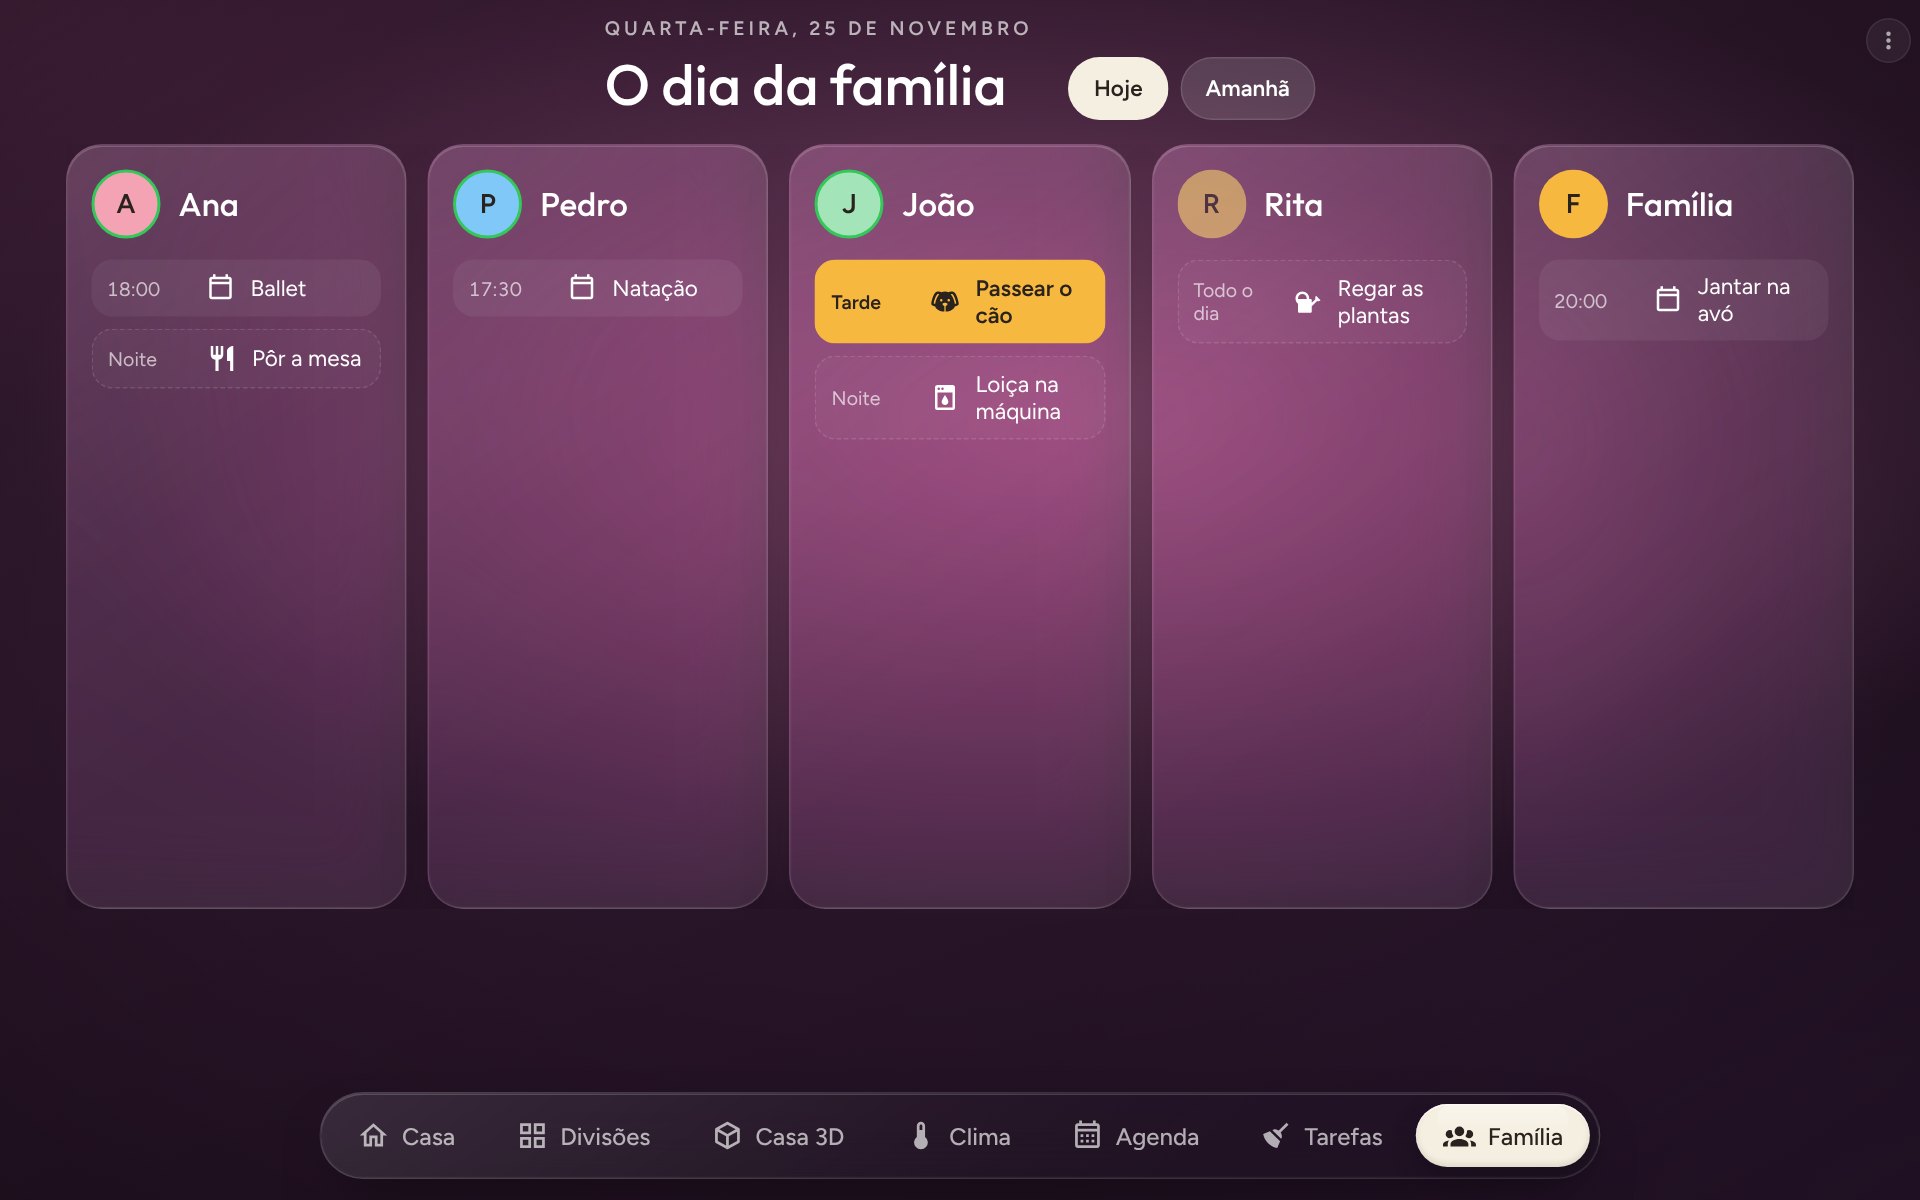 QUARTA-FEIRA, 25 DE NOVEMBRO
O dia da família
Hoje
Amanhã
A
Ana
18:00
Ballet
Noite
Pôr a mesa
P
Pedro
17:30
Natação
J
João
Tarde
Passear o
cão
Noite
Loiça na
máquina
R
Rita
Todo o
dia
Regar as
plantas
F
Família
20:00
Jantar na
avó
Casa
Divisões
Casa 3D
Clima
Agenda
Tarefas
Família